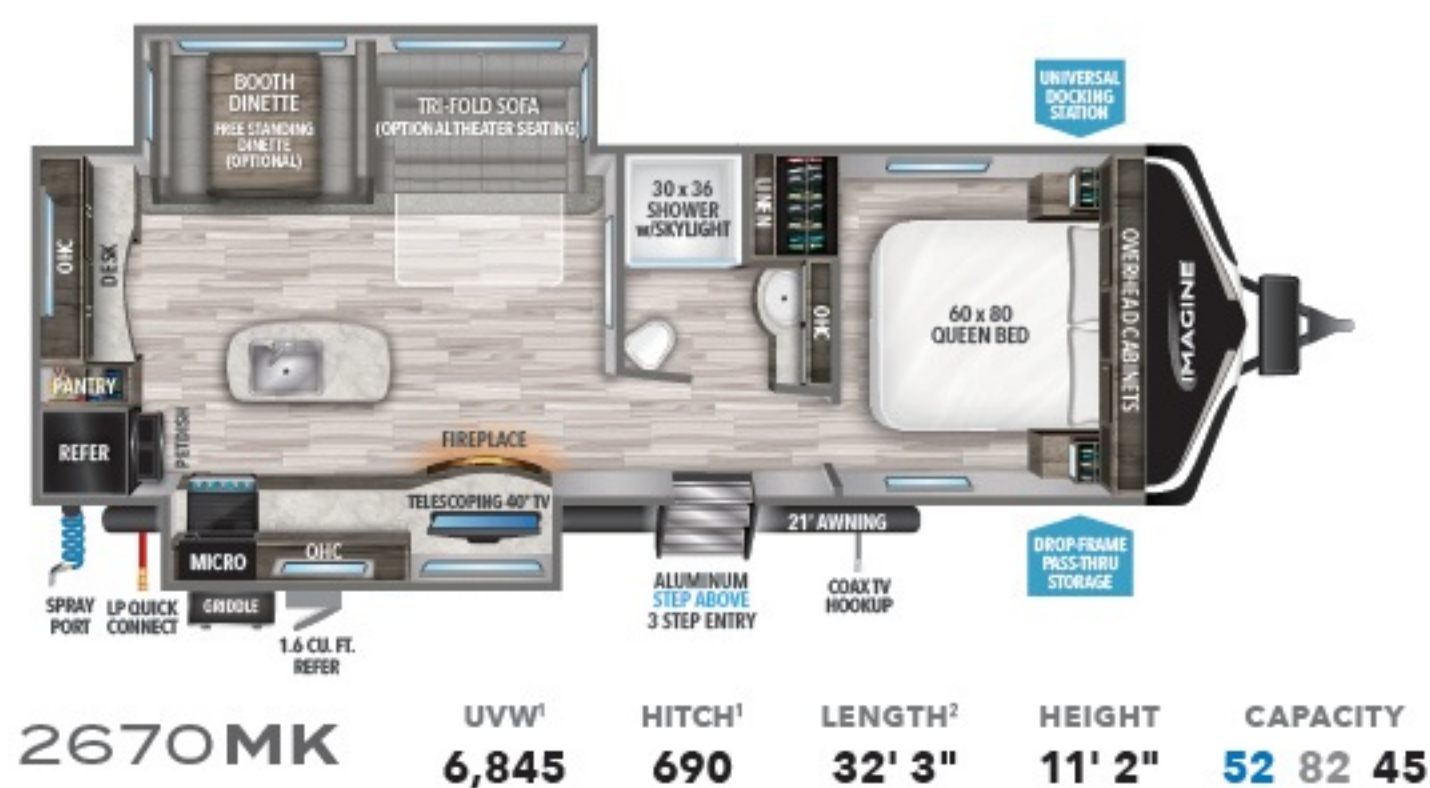 BOOTH
DINETTE
FREE STANDING
DINETTE
(OPTIONAL)
TRI-FOLD SOFA
(OPTIONAL THEATER SEATING)
UNIVERSAL
DOCKING
STATION
30 x 36
SHOWER
w/SKYLIGHT
LINEN
OHC
DESK
OVERHEAD CABINETS
IMAGINE
60 x 80
QUEEN BED
OHC
PANTRY
REFER
PET DISH
FIREPLACE
TELESCOPING 40" TV
21' AWNING
MICRO
OHC
DROP-FRAME
PASS-THRU
STORAGE
SPRAY
PORT
LP QUICK
CONNECT
GRIDDLE
1.6 CU. FT.
REFER
ALUMINUM
STEP ABOVE
3 STEP ENTRY
COAX TV
HOOKUP
2670MK
UVW¹ HITCH¹ LENGTH² HEIGHT CAPACITY
6,845 690 32' 3" 11' 2" 52 82 45